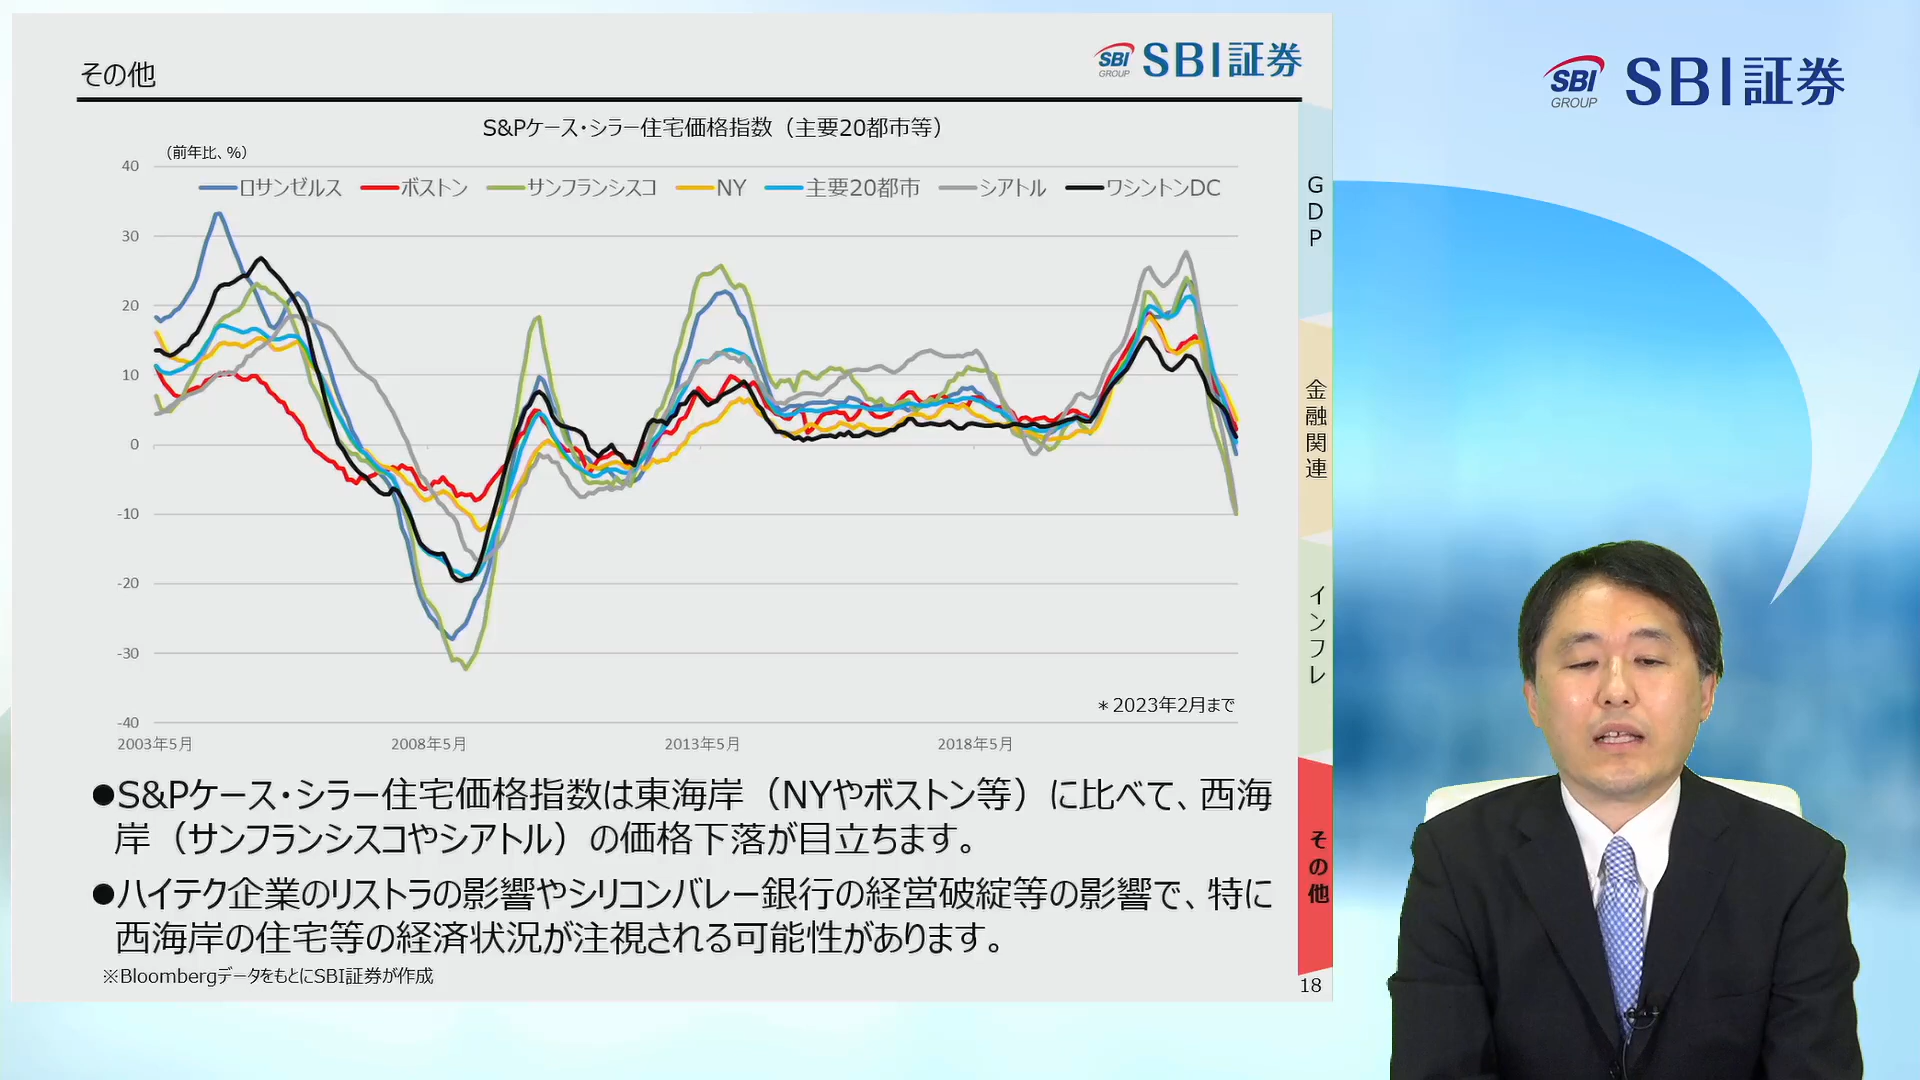 その他
SBI GROUP SBI証券
SBI GROUP SBI証券
S&Pケース・シラー住宅価格指数（主要20都市等）
（前年比、%）
ロサンゼルス ボストン サンフランシスコ NY 主要20都市 シアトル ワシントンDC
40
30
20
10
0
-10
-20
-30
-40
2003年5月 2008年5月 2013年5月 2018年5月
＊2023年2月まで
GDP
金融関連
インフレ
その他
●S&Pケース・シラー住宅価格指数は東海岸（NYやボストン等）に比べて、西海
岸（サンフランシスコやシアトル）の価格下落が目立ちます。
●ハイテク企業のリストラの影響やシリコンバレー銀行の経営破綻等の影響で、特に
西海岸の住宅等の経済状況が注視される可能性があります。
※BloombergデータをもとにSBI証券が作成
18